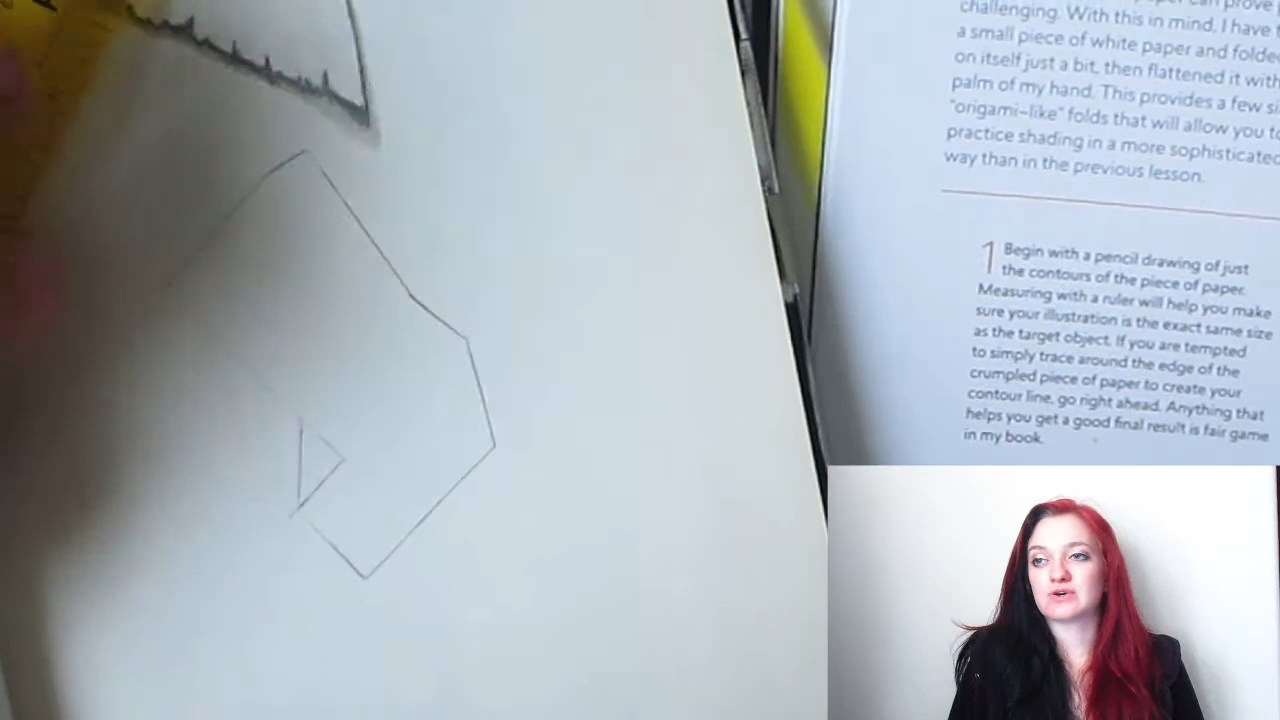 challenging. With this in mind, I have
a small piece of white paper and folded
on itself just a bit, then flattened it with
palm of my hand. This provides a few
"origami-like" folds that will allow you to
practice shading in a more sophisticated
way than in the previous lesson.
1 Begin with a pencil drawing of just
the contours of the piece of paper.
Measuring with a ruler will help you make
sure your illustration is the exact same size
as the target object. If you are tempted
to simply trace around the edge of the
crumpled piece of paper to create your
contour line, go right ahead. Anything that
helps you get a good final result is fair game
in my book.